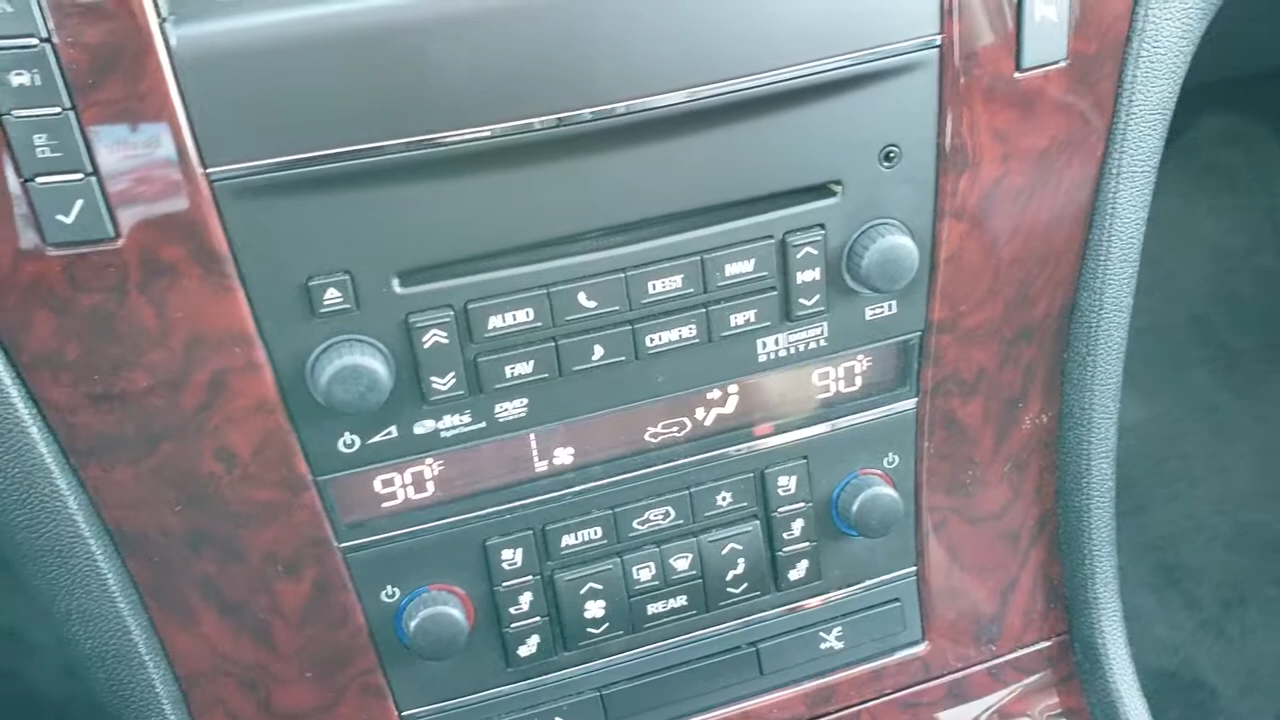 DEST
NAV
AUDIO
CONFIG
RPT
FAV
DOLBY
DIGITAL
DVD
dts
90°F
90°F
AUTO
REAR